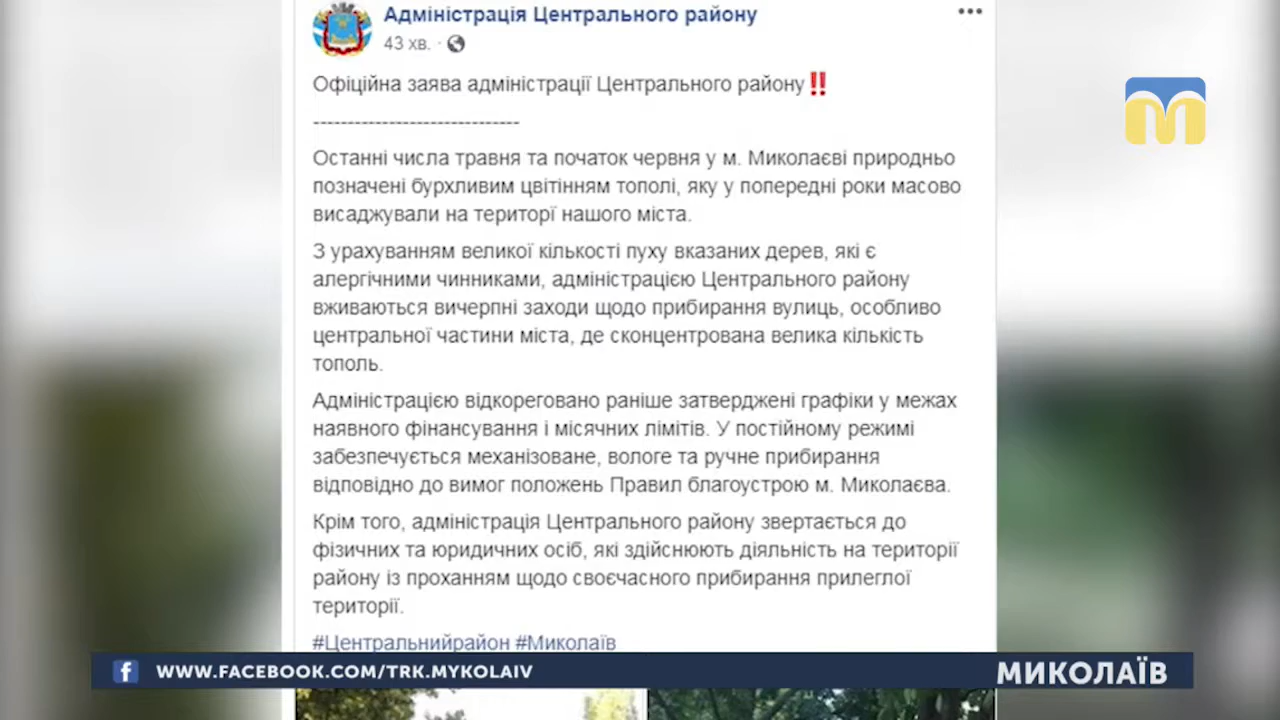 Адміністрація Центрального району
43 хв. ·
Офіційна заява адміністрації Центрального району‼
------------------------------
Останні числа травня та початок червня у м. Миколаєві природньо
позначені бурхливим цвітінням тополі, яку у попередні роки масово
висаджували на територї нашого міста.
З урахуванням великої кількості пуху вказаних дерев, які є
алергічними чинниками, адміністрацією Центрального району
вживаються вичерпні заходи щодо прибирання вулиць, особливо
центральної частини міста, де сконцентрована велика кількість
тополь.
Адміністрацією відкореговано раніше затверджені графіки у межах
наявного фінансування і місячних лімітів. У постійному режимі
забезпечується механізоване, вологе та ручне прибирання
відповідно до вимог положень Правил благоустрою м. Миколаєва.
Крім того, адміністрація Центрального району звертається до
фізичних та юридичних осіб, які здійснюють діяльність на території
району із проханням щодо своєчасного прибирання прилеглої
території.
#Центральнийрайон #Миколаїв
WWW.FACEBOOK.COM/TRK.MYKOLAIV
МИКОЛАЇВ